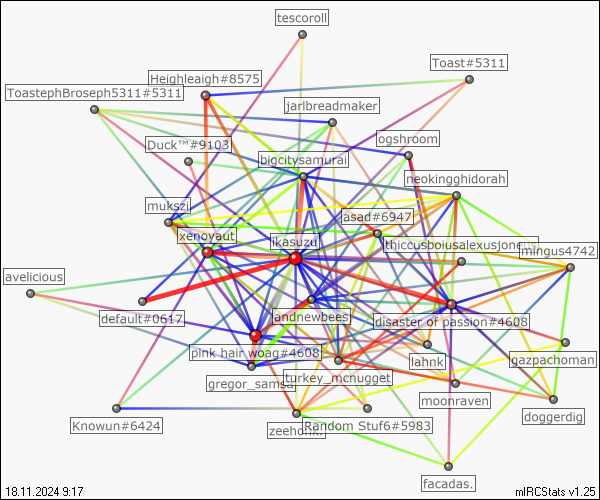 tescoroll
Toast#5311
Heighleaigh#8575
ToastephBroseph5311#5311
jarlbreadmaker
ogshroom
Duck™#9103
bigcitysamurai
neokingghidorah
mukszi
asad#6947
xenoyaut
ikasuzu
thiccusboiusalexusjone...
mingus4742
avelicious
default#0617
landnewbees
disaster of passion#4608
pink hair woag#4608
lahnk
gazpachoman
gregor_samsa
turkey_mcnugget
moonraven
doggerdig
Knowun#6424
zeehonk.
Random Stuf6#5983
facadas.
18.11.2024 9:17
mIRCStats v1.25